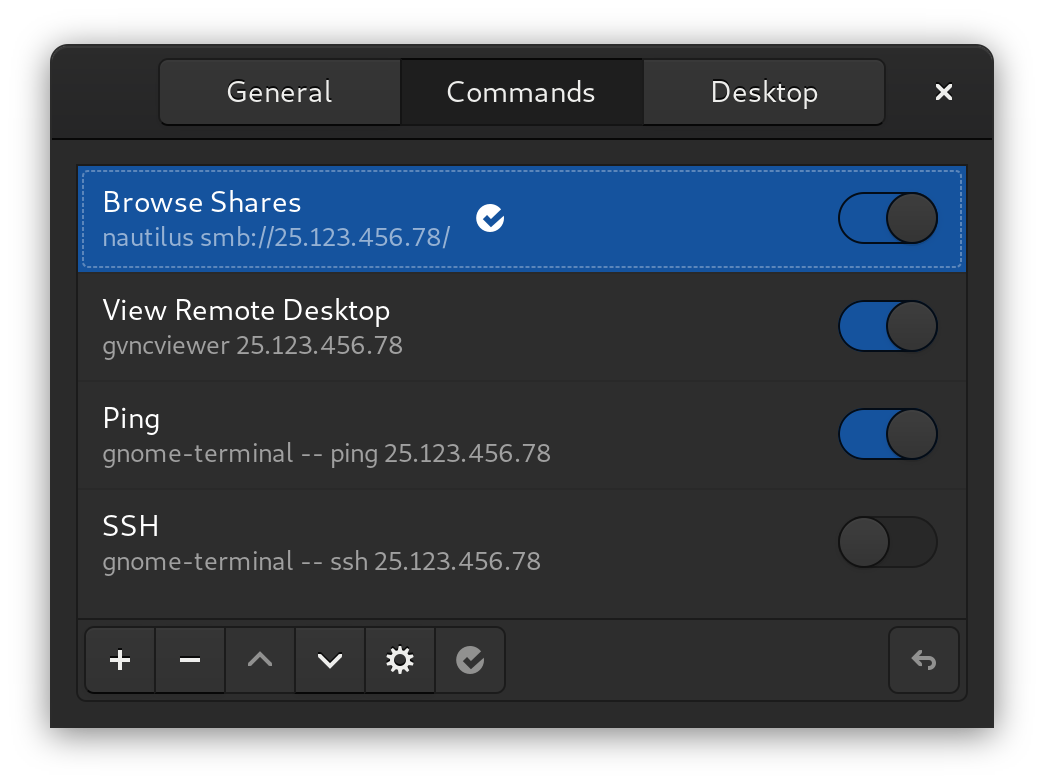 General
Commands
Desktop
Browse Shares
nautilus smb://25.123.456.78/
View Remote Desktop
gvncviewer 25.123.456.78
Ping
gnome-terminal -- ping 25.123.456.78
SSH
gnome-terminal -- ssh 25.123.456.78